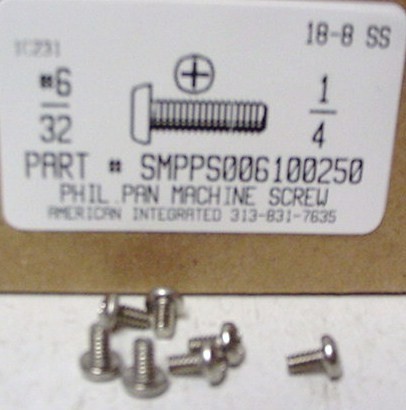 18-8 SS
1C231
#6
32
1
4
PART # SMPPS006100250
PHIL PAN MACHINE SCREW
AMERICAN INTEGRATED 313-831-7635